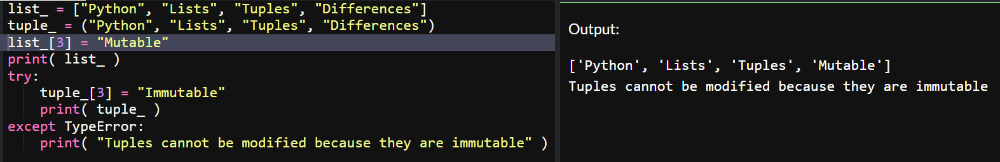 list_ = ["Python", "Lists", "Tuples", "Differences"]
tuple_ = ("Python", "Lists", "Tuples", "Differences")
list_[3] = "Mutable"
print( list_ )
try:
    tuple_[3] = "Immutable"
    print( tuple_ )
except TypeError:
    print( "Tuples cannot be modified because they are immutable" )
Output:
['Python', 'Lists', 'Tuples', 'Mutable']
Tuples cannot be modified because they are immutable